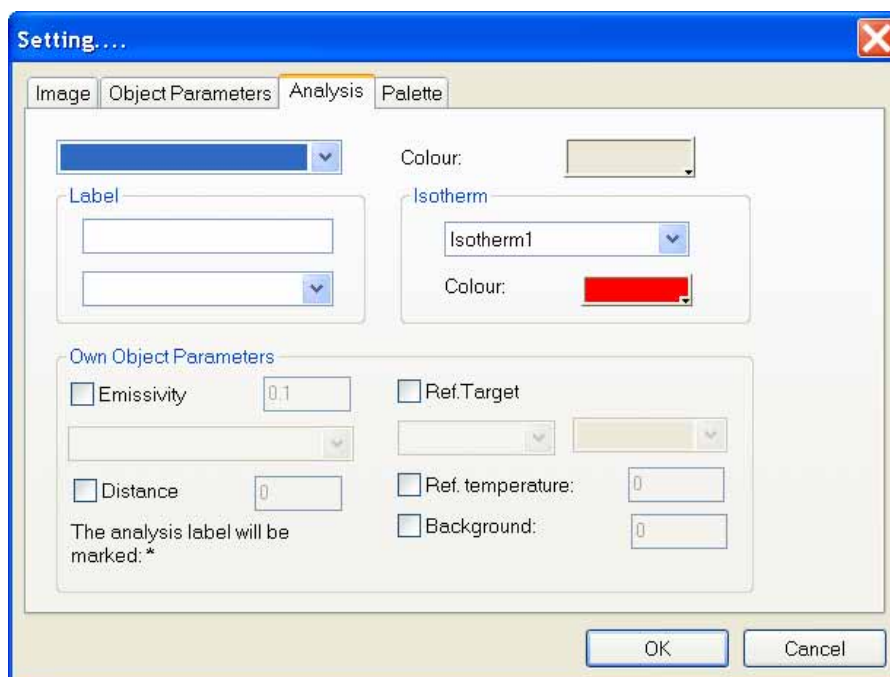 Setting....
Image Object Parameters Analysis Palette
Colour:
Label Isotherm
Isotherm1
Colour:
Own Object Parameters
Emissivity 0.1 Ref.Target
Distance 0 Ref. temperature: 0
The analysis label will be Background: 0
marked: *
OK Cancel